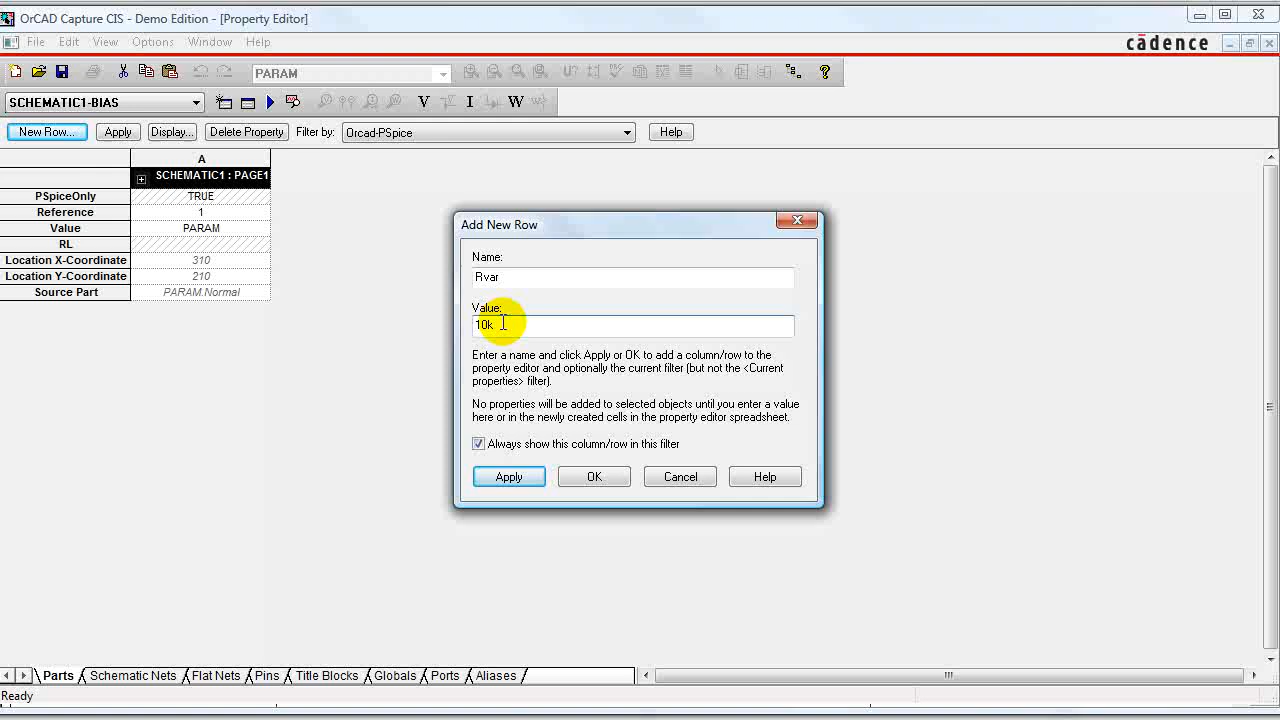 OrCAD Capture CIS - Demo Edition - [Property Editor]
File Edit View Options Window Help
cādence
PARAM
SCHEMATIC1-BIAS
V I W
New Row... Apply Display... Delete Property Filter by: Orcad-PSpice Help
A
SCHEMATIC1 : PAGE1
PSpiceOnly TRUE
Reference 1
Value PARAM
RL
Location X-Coordinate 310
Location Y-Coordinate 210
Source Part PARAM.Normal
Add New Row
Name:
Rvar
Value:
10k
Enter a name and click Apply or OK to add a column/row to the
property editor and optionally the current filter (but not the <Current
properties> filter).
No properties will be added to selected objects until you enter a value
here or in the newly created cells in the property editor spreadsheet.
Always show this column/row in this filter
Apply OK Cancel Help
Parts Schematic Nets Flat Nets Pins Title Blocks Globals Ports Aliases
Ready